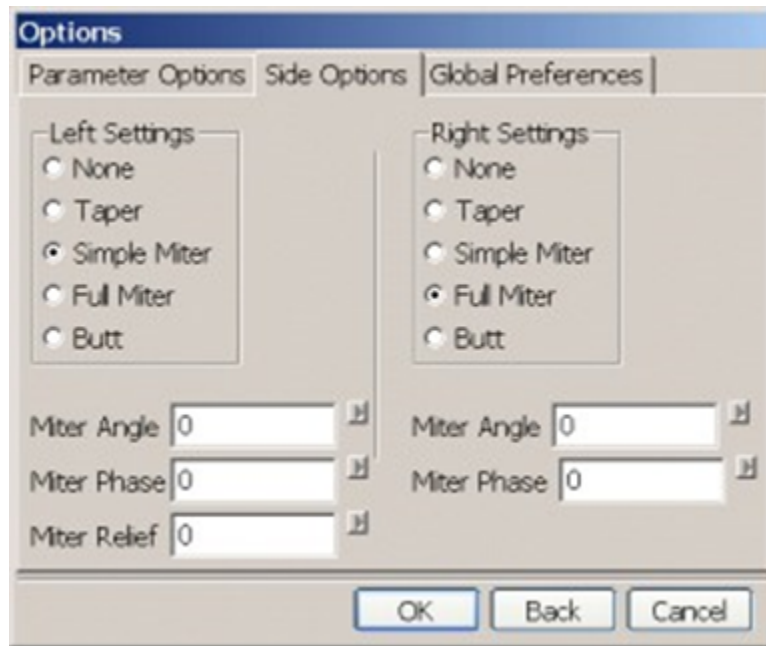 Options
Parameter Options Side Options Global Preferences
Left Settings
None
Taper
Simple Miter
Full Miter
Butt
Miter Angle 0
Miter Phase 0
Miter Relief 0
Right Settings
None
Taper
Simple Miter
Full Miter
Butt
Miter Angle 0
Miter Phase 0
OK Back Cancel